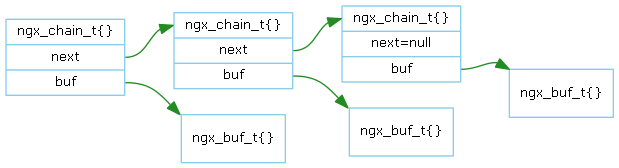 ngx_chain_t{}
next
buf
ngx_buf_t{}
ngx_chain_t{}
next
buf
ngx_buf_t{}
ngx_chain_t{}
next=null
buf
ngx_buf_t{}